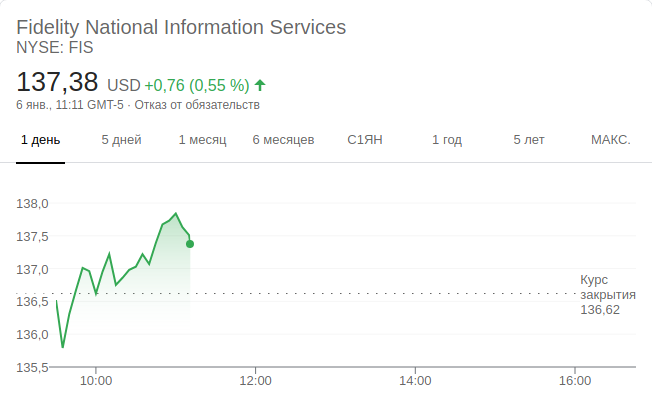 Fidelity National Information Services
NYSE: FIS
137,38 USD +0,76 (0,55 %)
6 янв., 11:11 GMT-5 · Отказ от обязательств
1 день 5 дней 1 месяц 6 месяцев С1ЯН 1 год 5 лет МАКС.
138,0
137,5
137,0
136,5
136,0
135,5
Курс
закрытия
136,62
10:00 12:00 14:00 16:00